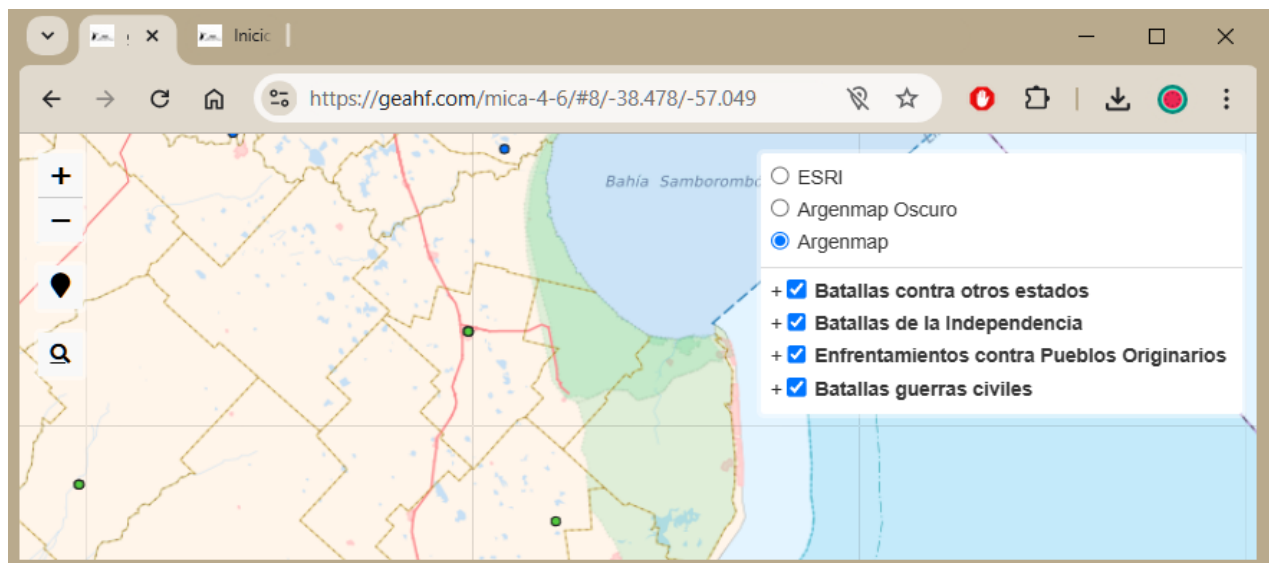 Inicio
https://geahf.com/mica-4-6/#8/-38.478/-57.049
+
−
Bahía Samborombó
ESRI
Argenmap Oscuro
Argenmap
+ Batallas contra otros estados
+ Batallas de la Independencia
+ Enfrentamientos contra Pueblos Originarios
+ Batallas guerras civiles